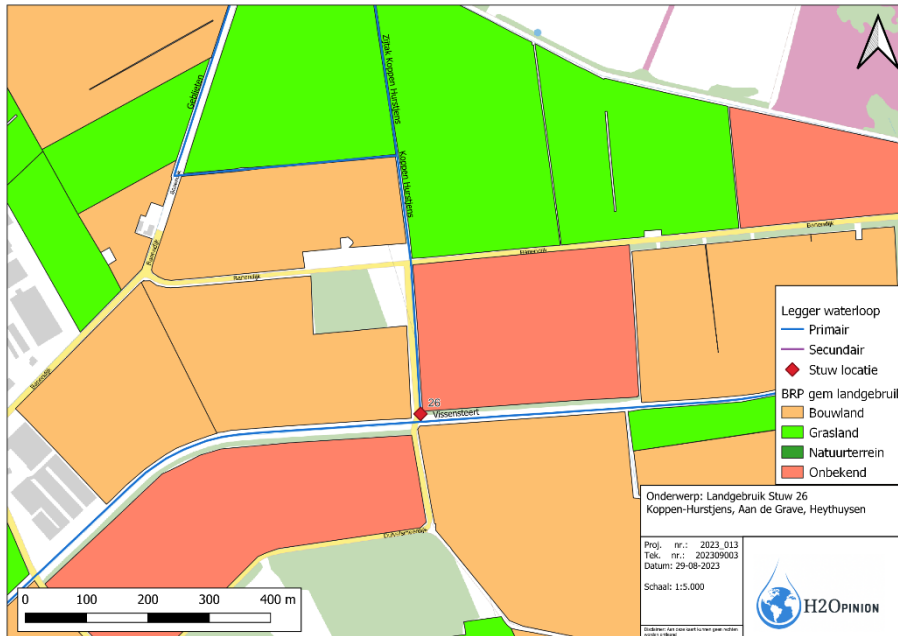 Zijtak Koppen Hurstjens
Gebleten
Koppen Hurstjens
26
Vissensteert
Legger waterloop
Primair
Secundair
Stuw locatie
BRP gem landgebruik
Bouwland
Grasland
Natuurterrein
Onbekend
Onderwerp: Landgebruik Stuw 26
Koppen-Hurstjens, Aan de Grave, Heythuysen
Proj. nr.: 2023_013
Tek. nr.: 202309003
Datum: 29-08-2023
Schaal: 1:5.000
H2OPINION
0 100 200 300 400 m